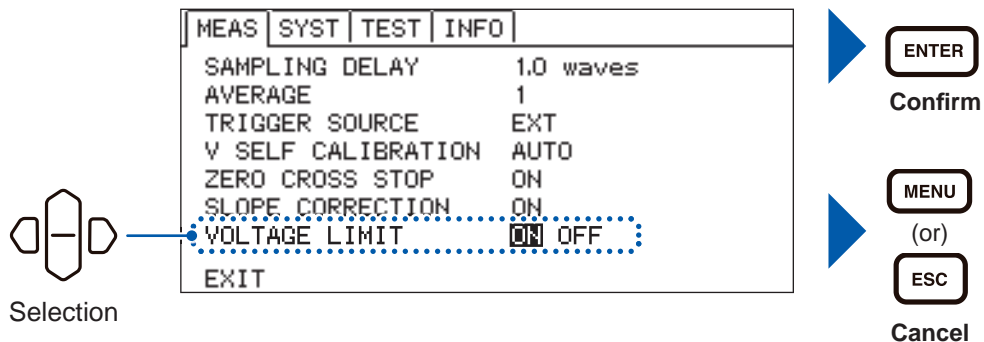 MEAS SYST TEST INFO
SAMPLING DELAY 1.0 waves
AVERAGE 1
TRIGGER SOURCE EXT
V SELF CALIBRATION AUTO
ZERO CROSS STOP ON
SLOPE CORRECTION ON
VOLTAGE LIMIT ON OFF
EXIT
Selection
ENTER
Confirm
MENU
(or)
ESC
Cancel